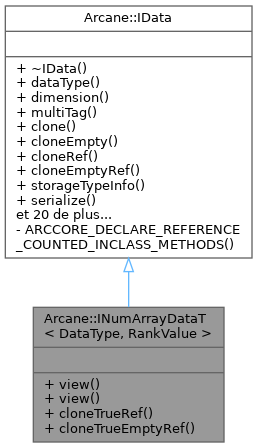 Arcane::IData
+ ~IData()
+ dataType()
+ dimension()
+ multiTag()
+ clone()
+ cloneEmpty()
+ cloneRef()
+ cloneEmptyRef()
+ storageTypeInfo()
+ serialize()
et 20 de plus...
- ARCCORE_DECLARE_REFERENCE
_COUNTED_INCLASS_METHODS()
Arcane::INumArrayDataT
< DataType, RankValue >
+ view()
+ view()
+ cloneTrueRef()
+ cloneTrueEmptyRef()